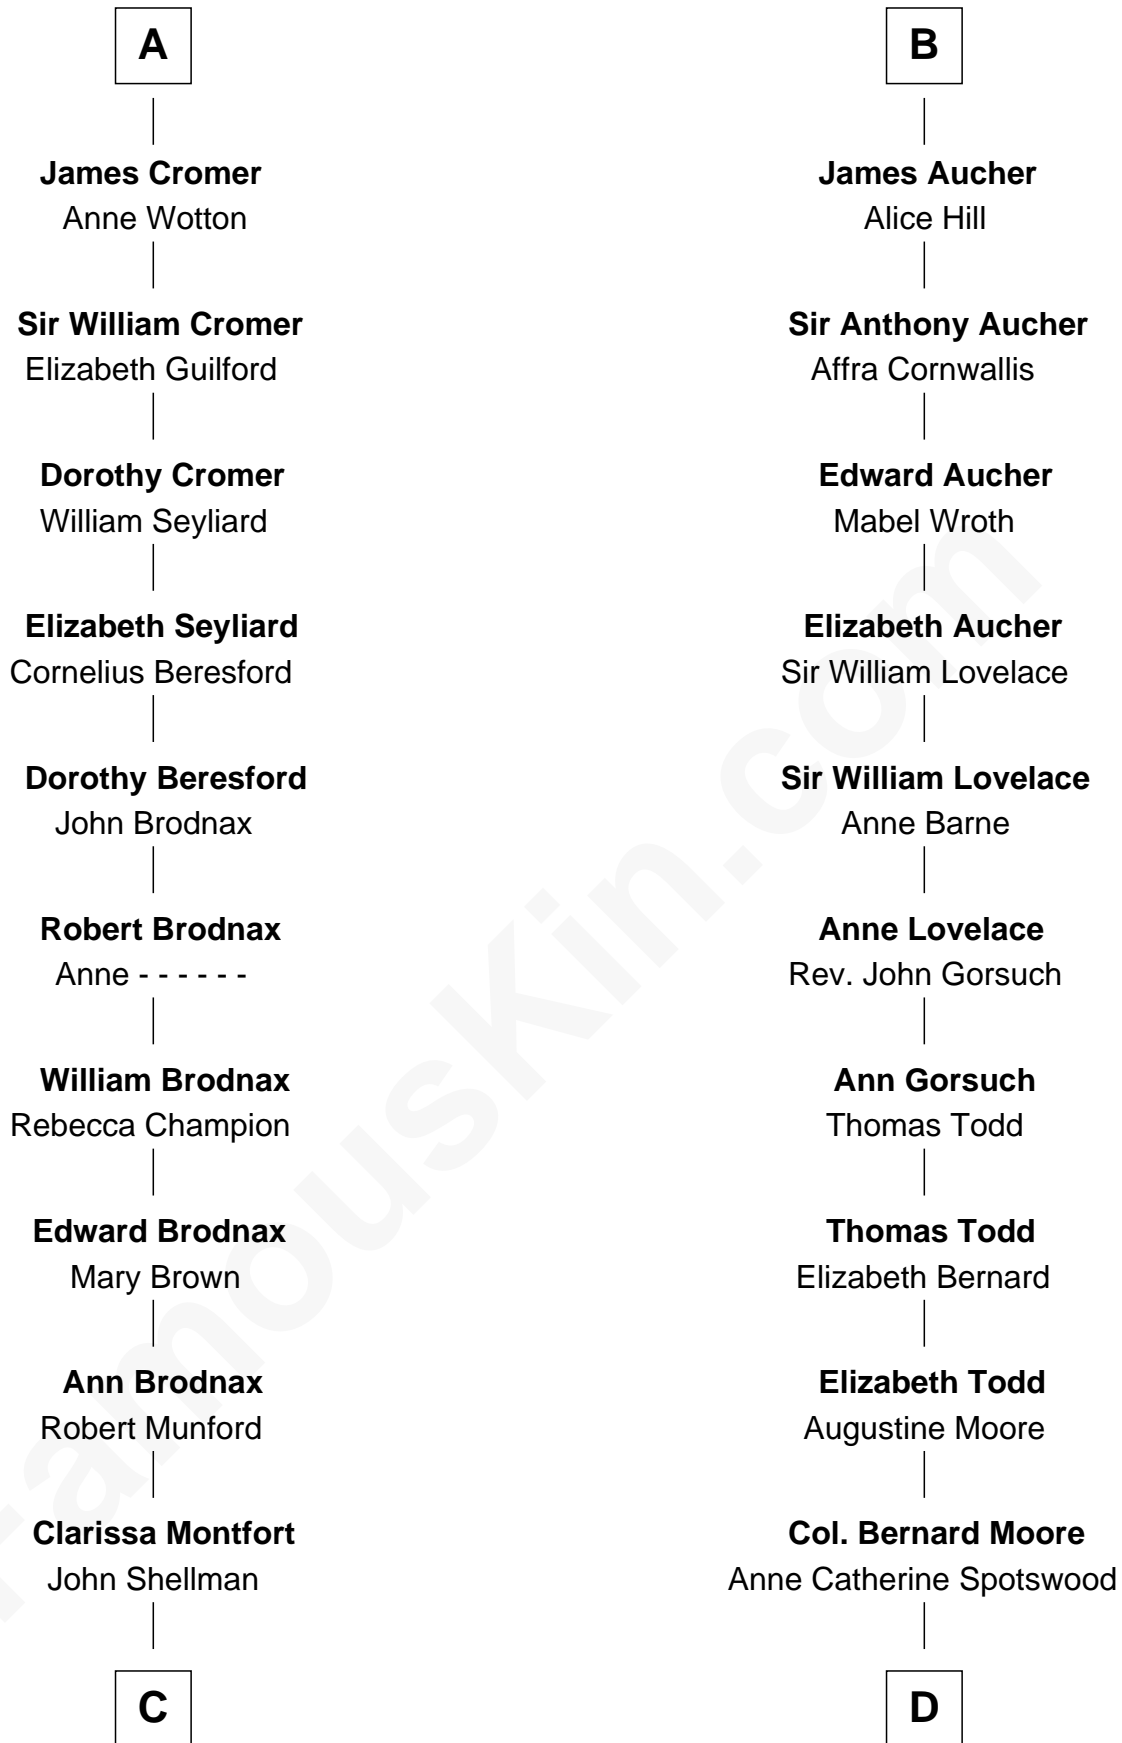 A
James Cromer
Anne Wotton
Sir William Cromer
Elizabeth Guilford
Dorothy Cromer
William Seyliard
Elizabeth Seyliard
Cornelius Beresford
Dorothy Beresford
John Brodnax
Robert Brodnax
Anne - - - - - -
William Brodnax
Rebecca Champion
Edward Brodnax
Mary Brown
Ann Brodnax
Robert Munford
Clarissa Montfort
John Shellman
C
B
James Aucher
Alice Hill
Sir Anthony Aucher
Affra Cornwallis
Edward Aucher
Mabel Wroth
Elizabeth Aucher
Sir William Lovelace
Sir William Lovelace
Anne Barne
Anne Lovelace
Rev. John Gorsuch
Ann Gorsuch
Thomas Todd
Thomas Todd
Elizabeth Bernard
Elizabeth Todd
Augustine Moore
Col. Bernard Moore
Anne Catherine Spotswood
D
FamousKin.com